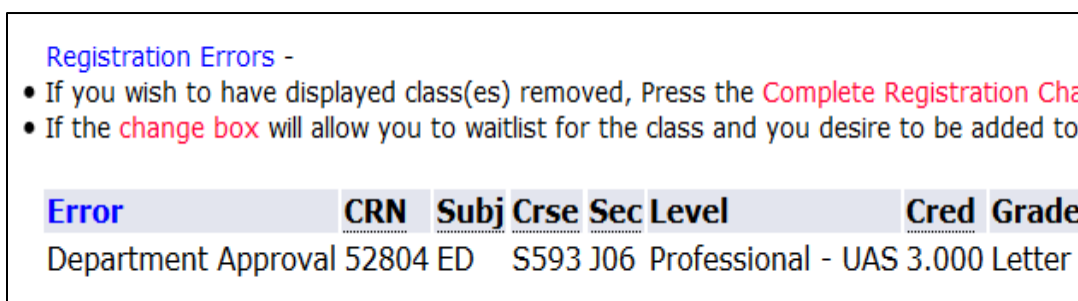 Registration Errors -
• If you wish to have displayed class(es) removed, Press the Complete Registration Cha
• If the change box will allow you to waitlist for the class and you desire to be added to
Error CRN Subj Crse Sec Level Cred Grade
Department Approval 52804 ED S593 J06 Professional - UAS 3.000 Letter